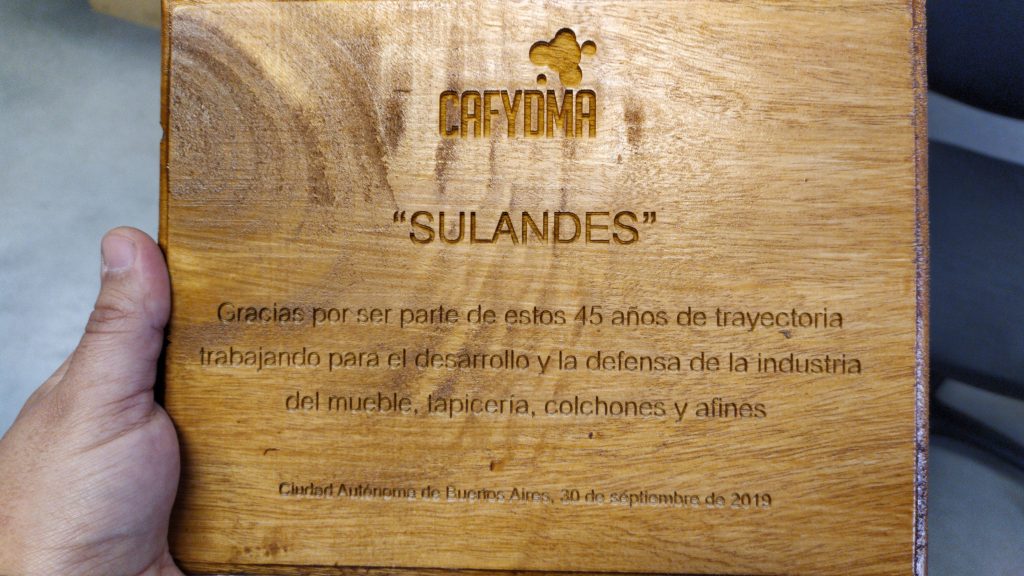 CAFYDMA
“SULANDES”
Gracias por ser parte de estos 45 años de trayectoria
trabajando para el desarrollo y la defensa de la industria
del mueble, tapicería, colchones y afines
Ciudad Autónoma de Buenos Aires, 30 de septiembre de 2019